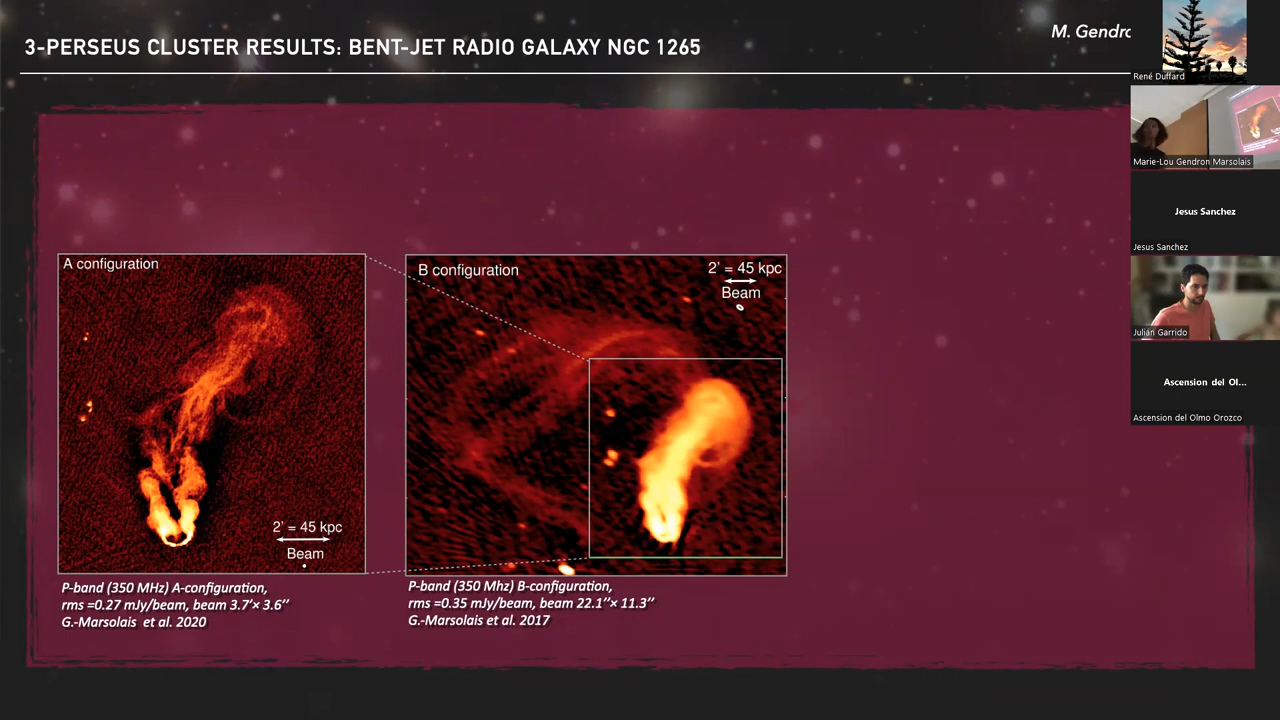 3-PERSEUS CLUSTER RESULTS: BENT-JET RADIO GALAXY NGC 1265
M. Gendro
René Duffard
Marie-Lou Gendron Marsolais
Jesus Sanchez
Jesus Sanchez
Julián Garrido
Ascension del Ol...
Ascension del Olmo Orozco
A configuration
2' = 45 kpc
Beam
B configuration
2' = 45 kpc
Beam
P-band (350 MHz) A-configuration,
rms =0.27 mJy/beam, beam 3.7′× 3.6′′
G.-Marsolais et al. 2020
P-band (350 Mhz) B-configuration,
rms =0.35 mJy/beam, beam 22.1′′× 11.3′′
G.-Marsolais et al. 2017